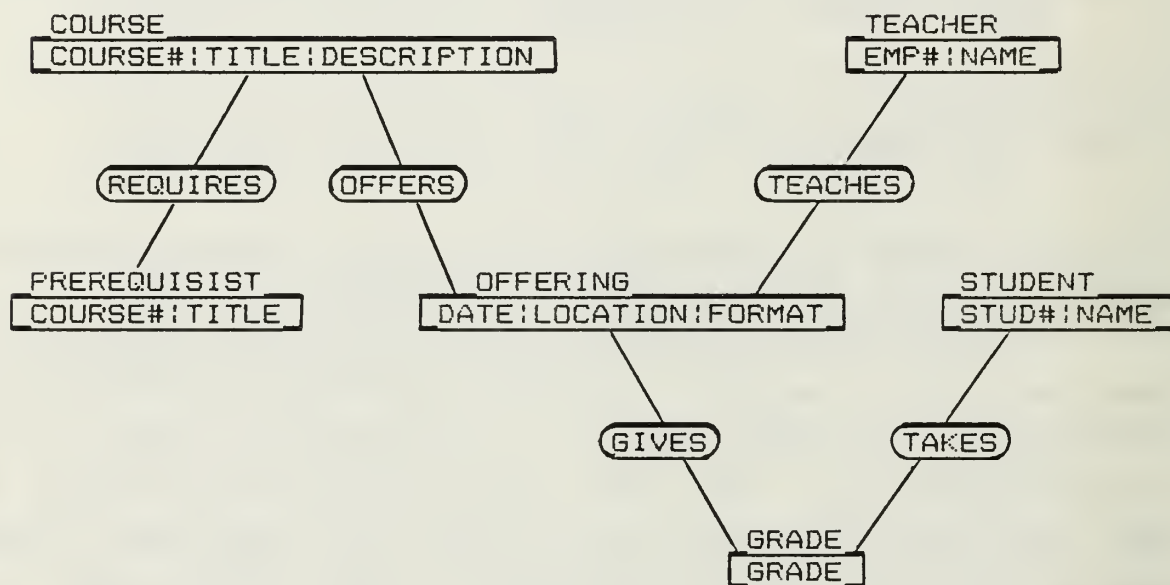 COURSE TEACHER
COURSE#¦TITLE¦DESCRIPTION EMP#¦NAME
REQUIRES OFFERS TEACHES
PREREQUISIST OFFERING STUDENT
COURSE#¦TITLE DATE¦LOCATION¦FORMAT STUD#¦NAME
GIVES TAKES
GRADE
GRADE